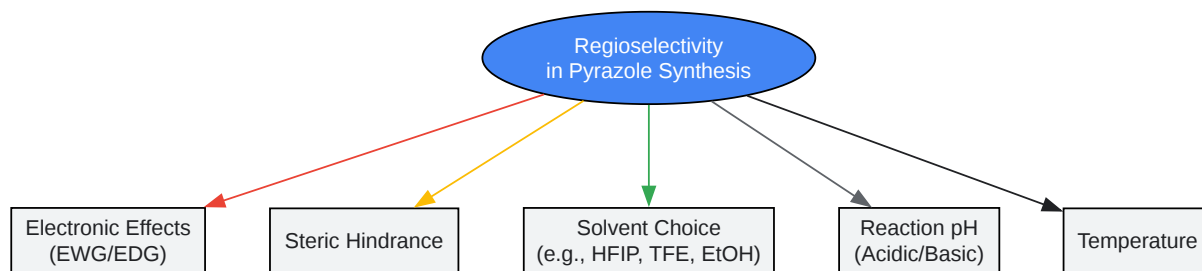 Regioselectivity
in Pyrazole Synthesis
Electronic Effects
(EWG/EDG)
Steric Hindrance
Solvent Choice
(e.g., HFIP, TFE, EtOH)
Reaction pH
(Acidic/Basic)
Temperature